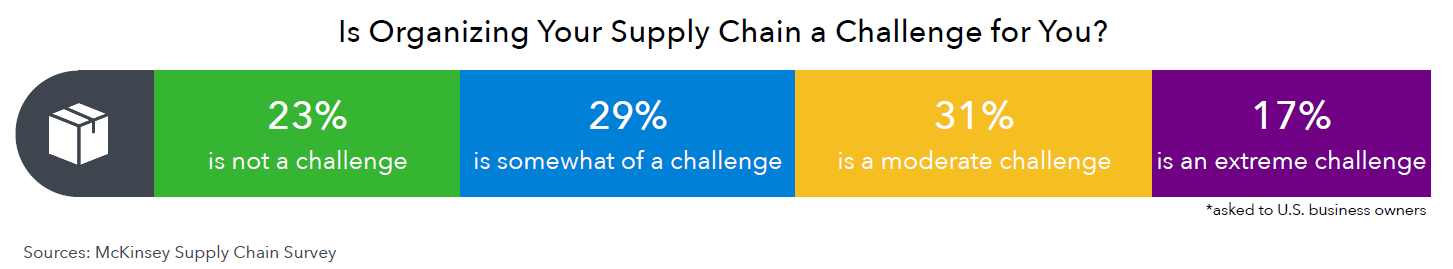 Is Organizing Your Supply Chain a Challenge for You?
23%
is not a challenge
29%
is somewhat of a challenge
31%
is a moderate challenge
17%
is an extreme challenge
*asked to U.S. business owners
Sources: McKinsey Supply Chain Survey